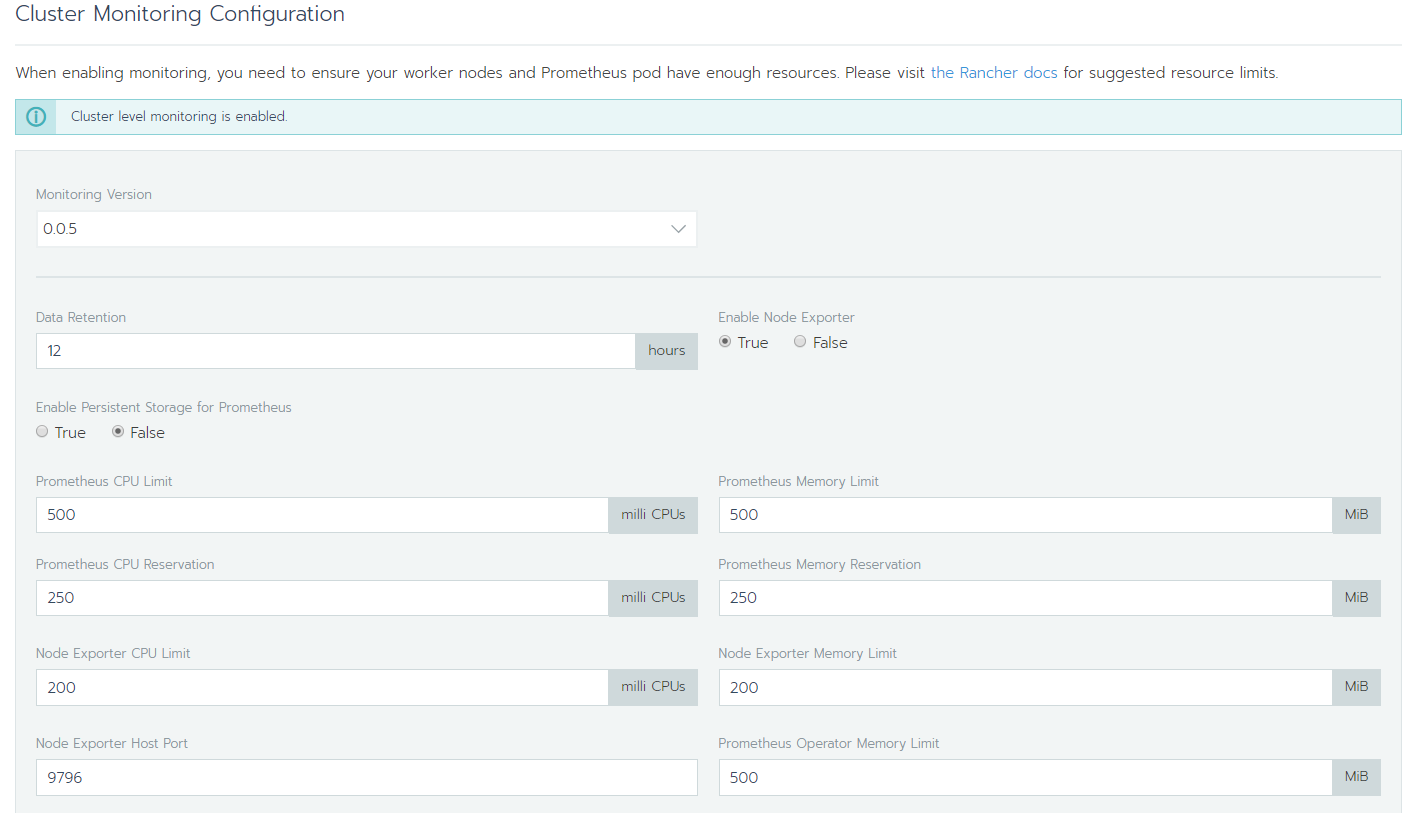 Cluster Monitoring Configuration
When enabling monitoring, you need to ensure your worker nodes and Prometheus pod have enough resources. Please visit the Rancher docs for suggested resource limits.
Cluster level monitoring is enabled.
Monitoring Version
0.0.5
Data Retention
12 hours
Enable Node Exporter
True False
Enable Persistent Storage for Prometheus
True False
Prometheus CPU Limit
500 milli CPUs
Prometheus Memory Limit
500 MiB
Prometheus CPU Reservation
250 milli CPUs
Prometheus Memory Reservation
250 MiB
Node Exporter CPU Limit
200 milli CPUs
Node Exporter Memory Limit
200 MiB
Node Exporter Host Port
9796
Prometheus Operator Memory Limit
500 MiB